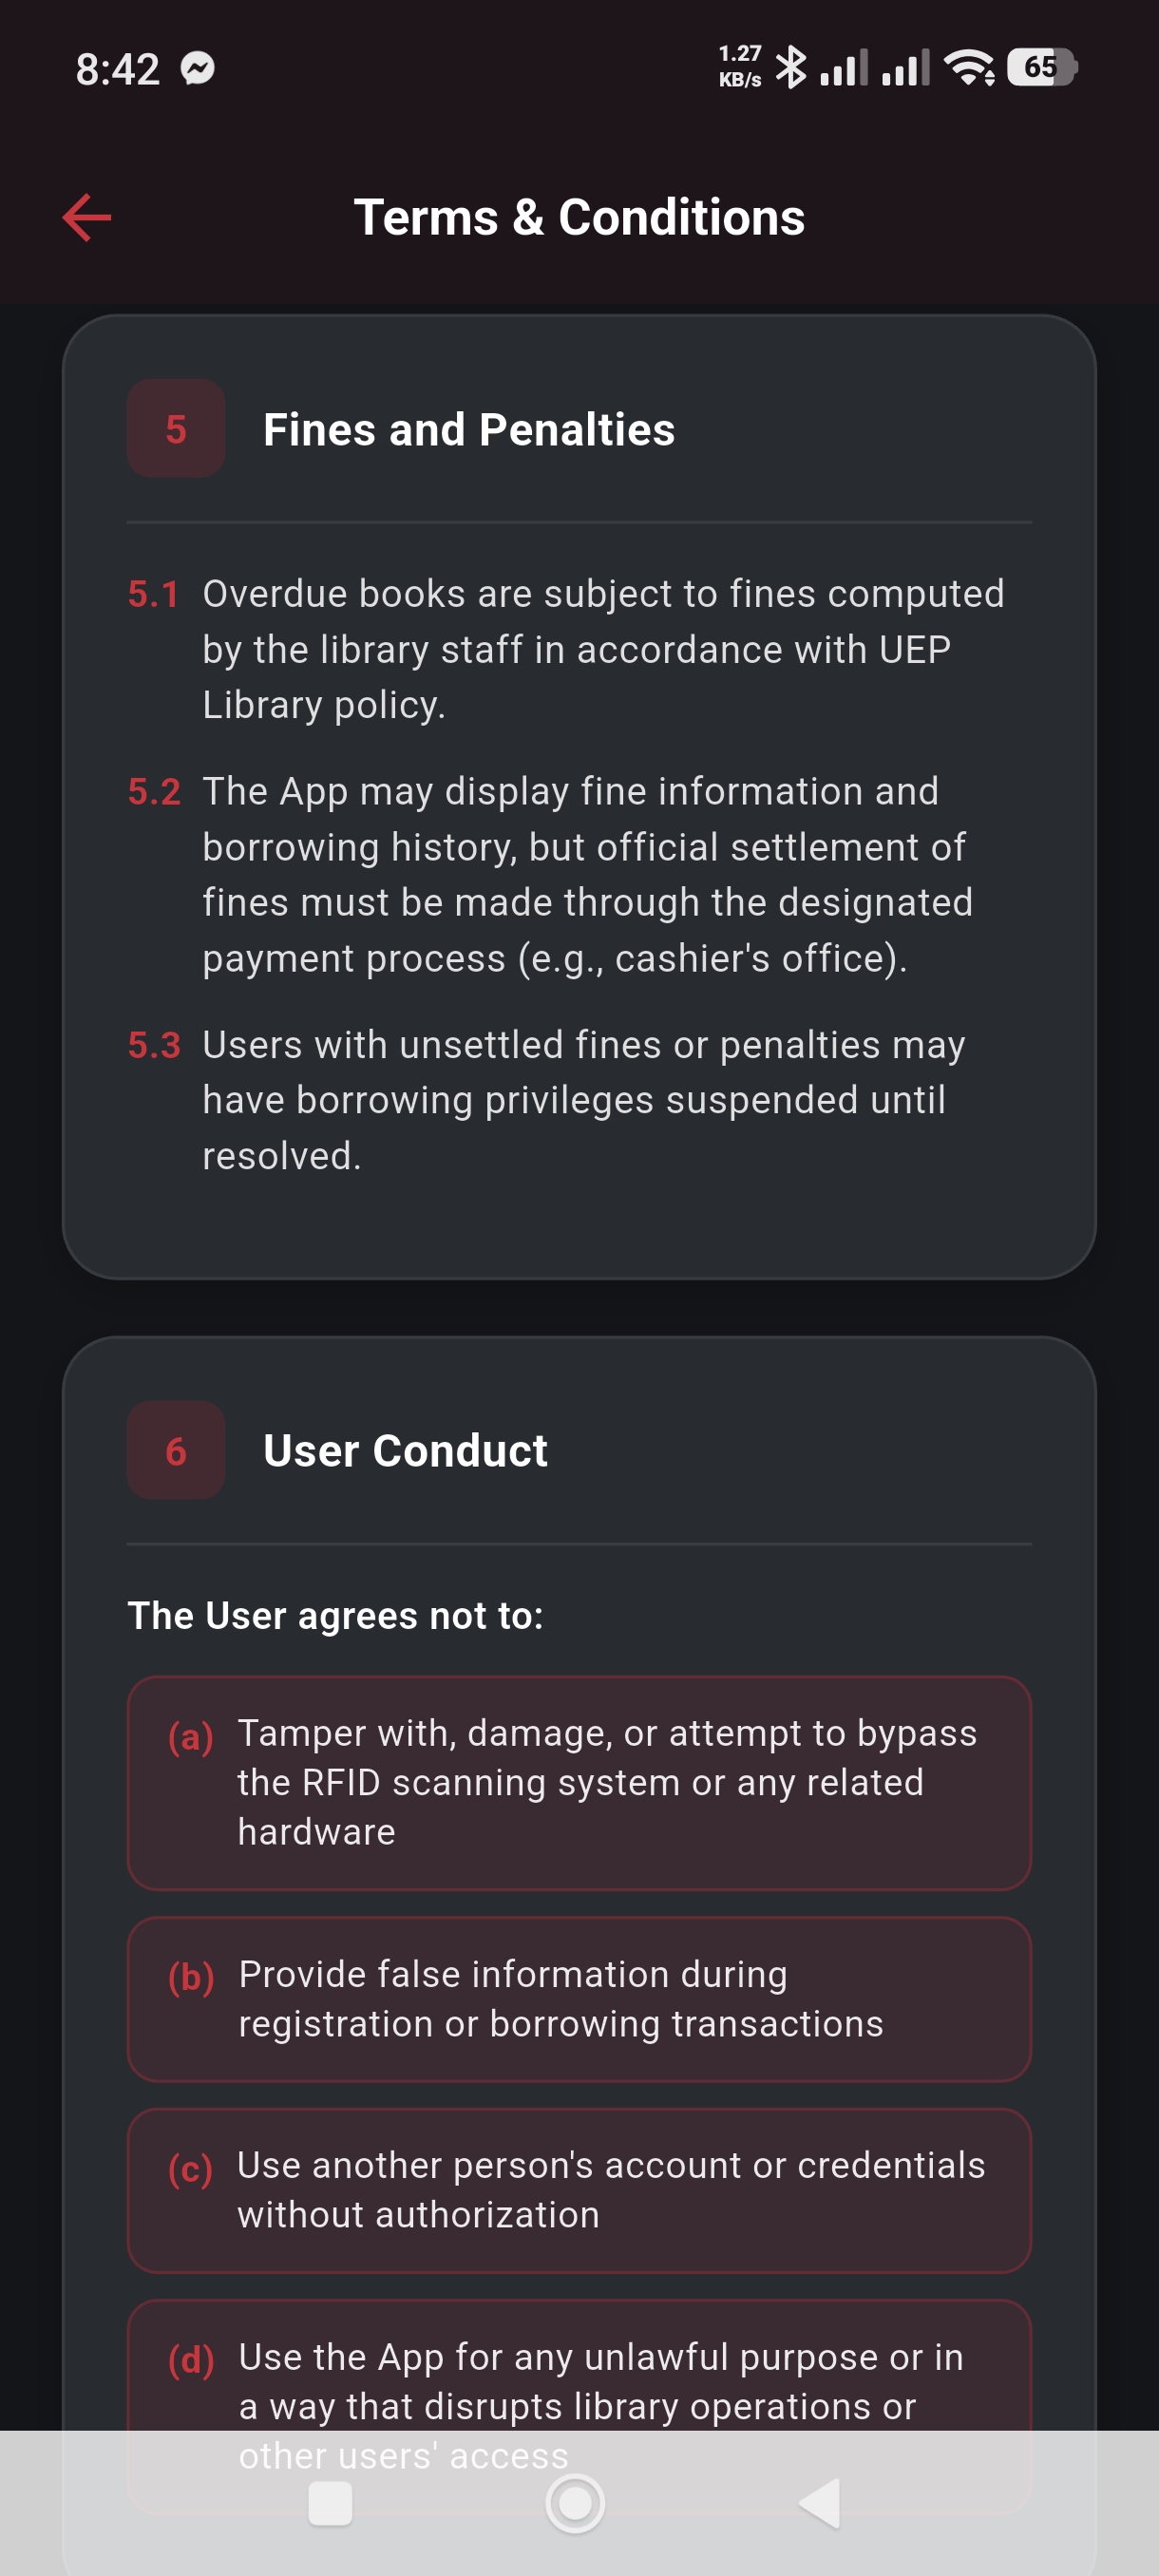 8:42
1.27
KB/s
65
Terms & Conditions
5
Fines and Penalties
5.1 Overdue books are subject to fines computed
by the library staff in accordance with UEP
Library policy.
5.2 The App may display fine information and
borrowing history, but official settlement of
fines must be made through the designated
payment process (e.g., cashier's office).
5.3 Users with unsettled fines or penalties may
have borrowing privileges suspended until
resolved.
6
User Conduct
The User agrees not to:
(a) Tamper with, damage, or attempt to bypass
the RFID scanning system or any related
hardware
(b) Provide false information during
registration or borrowing transactions
(c) Use another person's account or credentials
without authorization
(d) Use the App for any unlawful purpose or in
a way that disrupts library operations or
other users' access